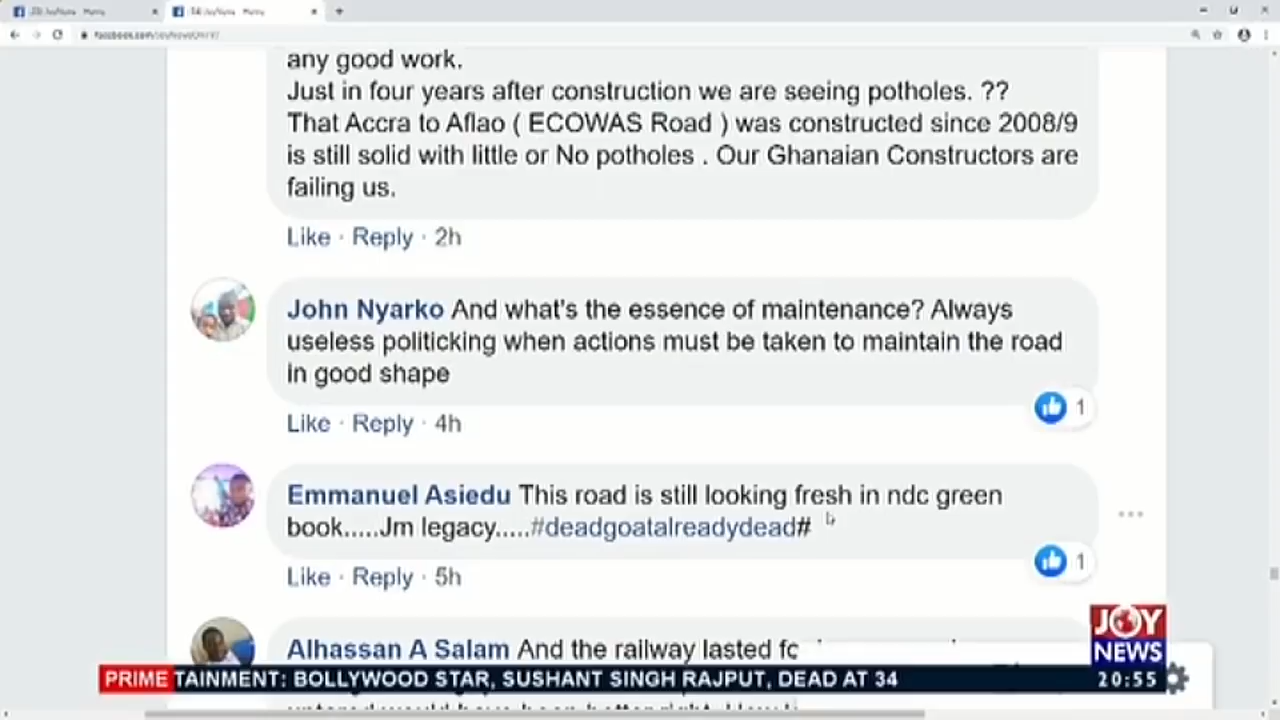 any good work.
Just in four years after construction we are seeing potholes. ??
That Accra to Aflao ( ECOWAS Road ) was constructed since 2008/9
is still solid with little or No potholes . Our Ghanaian Constructors are
failing us.
Like · Reply · 2h
John Nyarko And what's the essence of maintenance? Always
useless politicking when actions must be taken to maintain the road
in good shape
1
Like · Reply · 4h
Emmanuel Asiedu This road is still looking fresh in ndc green
book.....Jm legacy.....#deadgoatalreadydead#
1
Like · Reply · 5h
Alhassan A Salam And the railway lasted
JOY
NEWS
PRIME TAINMENT: BOLLYWOOD STAR, SUSHANT SINGH RAJPUT, DEAD AT 34
20:55